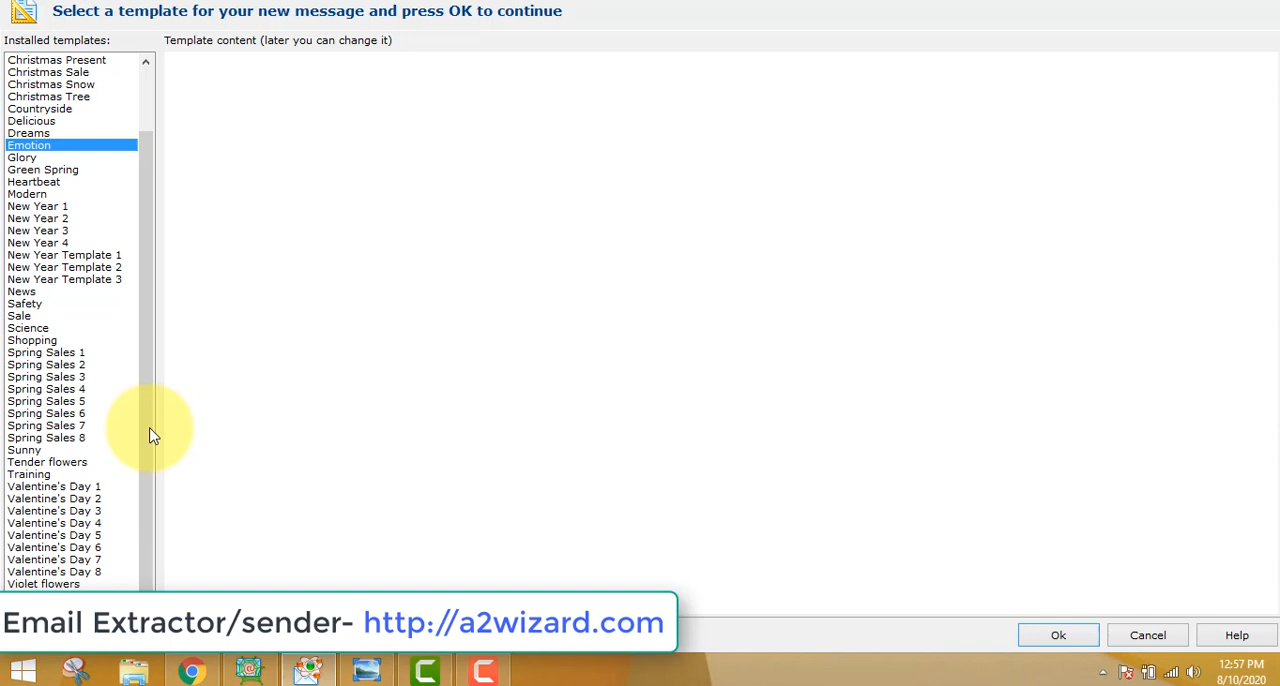 Select a template for your new message and press OK to continue
Installed templates:
Template content (later you can change it)
Christmas Present
Christmas Sale
Christmas Snow
Christmas Tree
Countryside
Delicious
Dreams
Emotion
Glory
Green Spring
Heartbeat
Modern
New Year 1
New Year 2
New Year 3
New Year 4
New Year Template 1
New Year Template 2
New Year Template 3
News
Safety
Sale
Science
Shopping
Spring Sales 1
Spring Sales 2
Spring Sales 3
Spring Sales 4
Spring Sales 5
Spring Sales 6
Spring Sales 7
Spring Sales 8
Sunny
Tender flowers
Training
Valentine's Day 1
Valentine's Day 2
Valentine's Day 3
Valentine's Day 4
Valentine's Day 5
Valentine's Day 6
Valentine's Day 7
Valentine's Day 8
Violet flowers
Email Extractor/sender- http://a2wizard.com
Ok
Cancel
Help
12:57 PM
8/10/2020